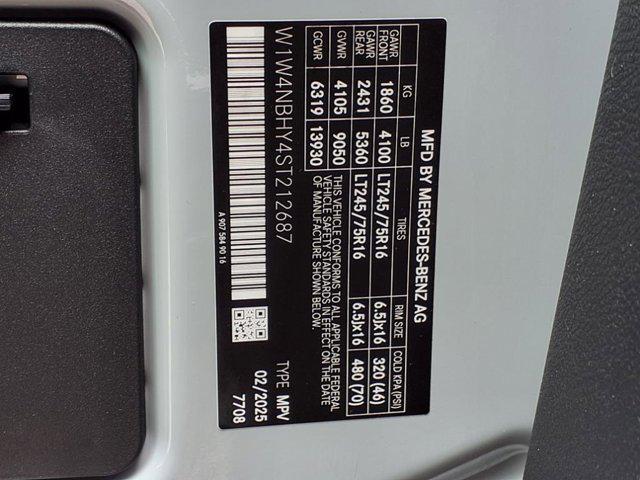 MFD BY MERCEDES-BENZ AG
KG LB TIRES RIM SIZE COLD KPA (PSI)
GAWR FRONT 1860 4100 LT245/75R16 6.5Jx16 320 (46)
GAWR REAR 2431 5360 LT245/75R16 6.5Jx16 480 (70)
GVWR 4105 9050
GCWR 6319 13930
THIS VEHICLE CONFORMS TO ALL APPLICABLE FEDERAL
VEHICLE SAFETY STANDARDS IN EFFECT ON THE DATE
OF MANUFACTURE SHOWN ABOVE
W1W4NBHY4ST212687
TYPE MPV
02/2025
7708
A 907 584 90 16